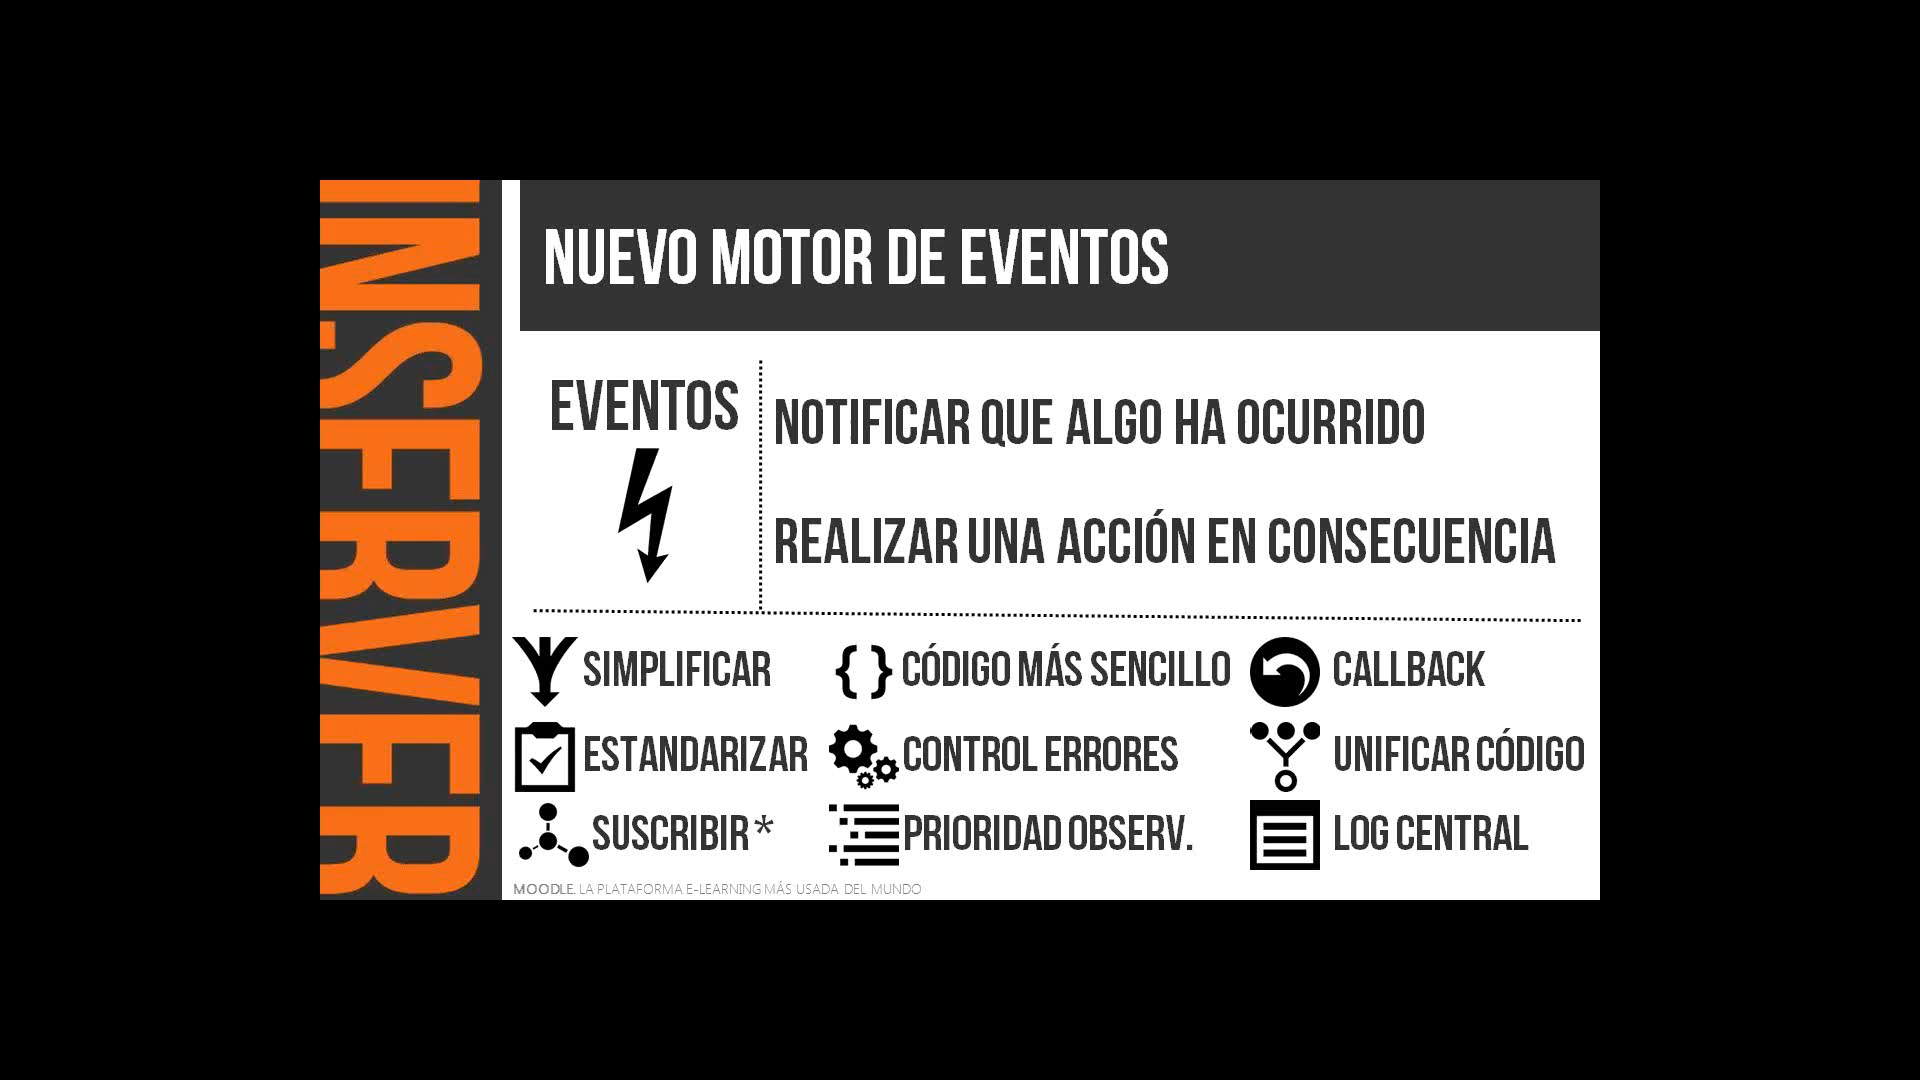 INSERVER
NUEVO MOTOR DE EVENTOS
EVENTOS
NOTIFICAR QUE ALGO HA OCURRIDO
REALIZAR UNA ACCIÓN EN CONSECUENCIA
SIMPLIFICAR
{ } CÓDIGO MÁS SENCILLO
CALLBACK
ESTANDARIZAR
CONTROL ERRORES
UNIFICAR CÓDIGO
SUSCRIBIR *
PRIORIDAD OBSERV.
LOG CENTRAL
MOODLE. LA PLATAFORMA E-LEARNING MÁS USADA DEL MUNDO